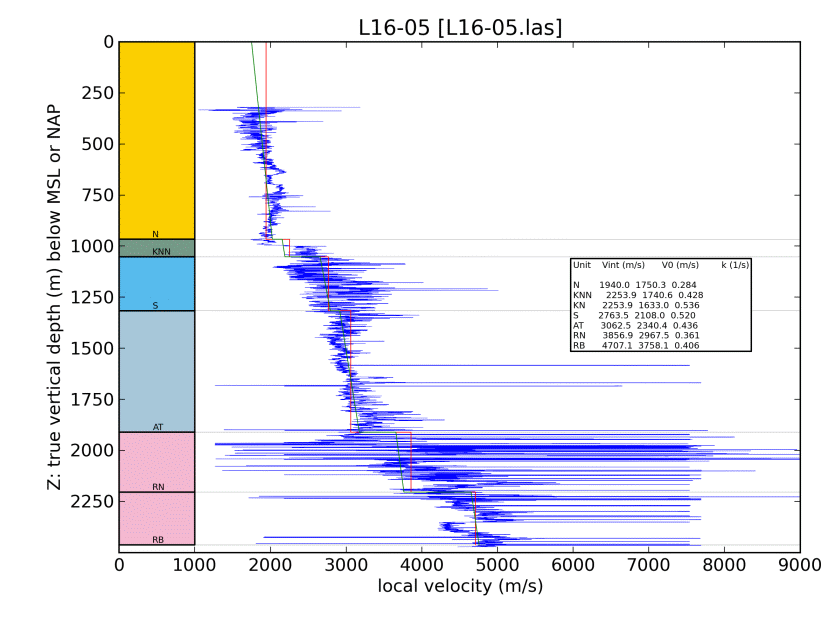 L16-05 [L16-05.las]
Z: true vertical depth (m) below MSL or NAP
0
250
500
750
1000
1250
1500
1750
2000
2250
N
KNN
S
AT
RN
RB
Unit Vint (m/s) V0 (m/s) k (1/s)
N 1940.0 1750.3 0.284
KNN 2253.9 1740.6 0.428
KN 2253.9 1633.0 0.536
S 2763.5 2108.0 0.520
AT 3062.5 2340.4 0.436
RN 3856.9 2967.5 0.361
RB 4707.1 3758.1 0.406
0 1000 2000 3000 4000 5000 6000 7000 8000 9000
local velocity (m/s)